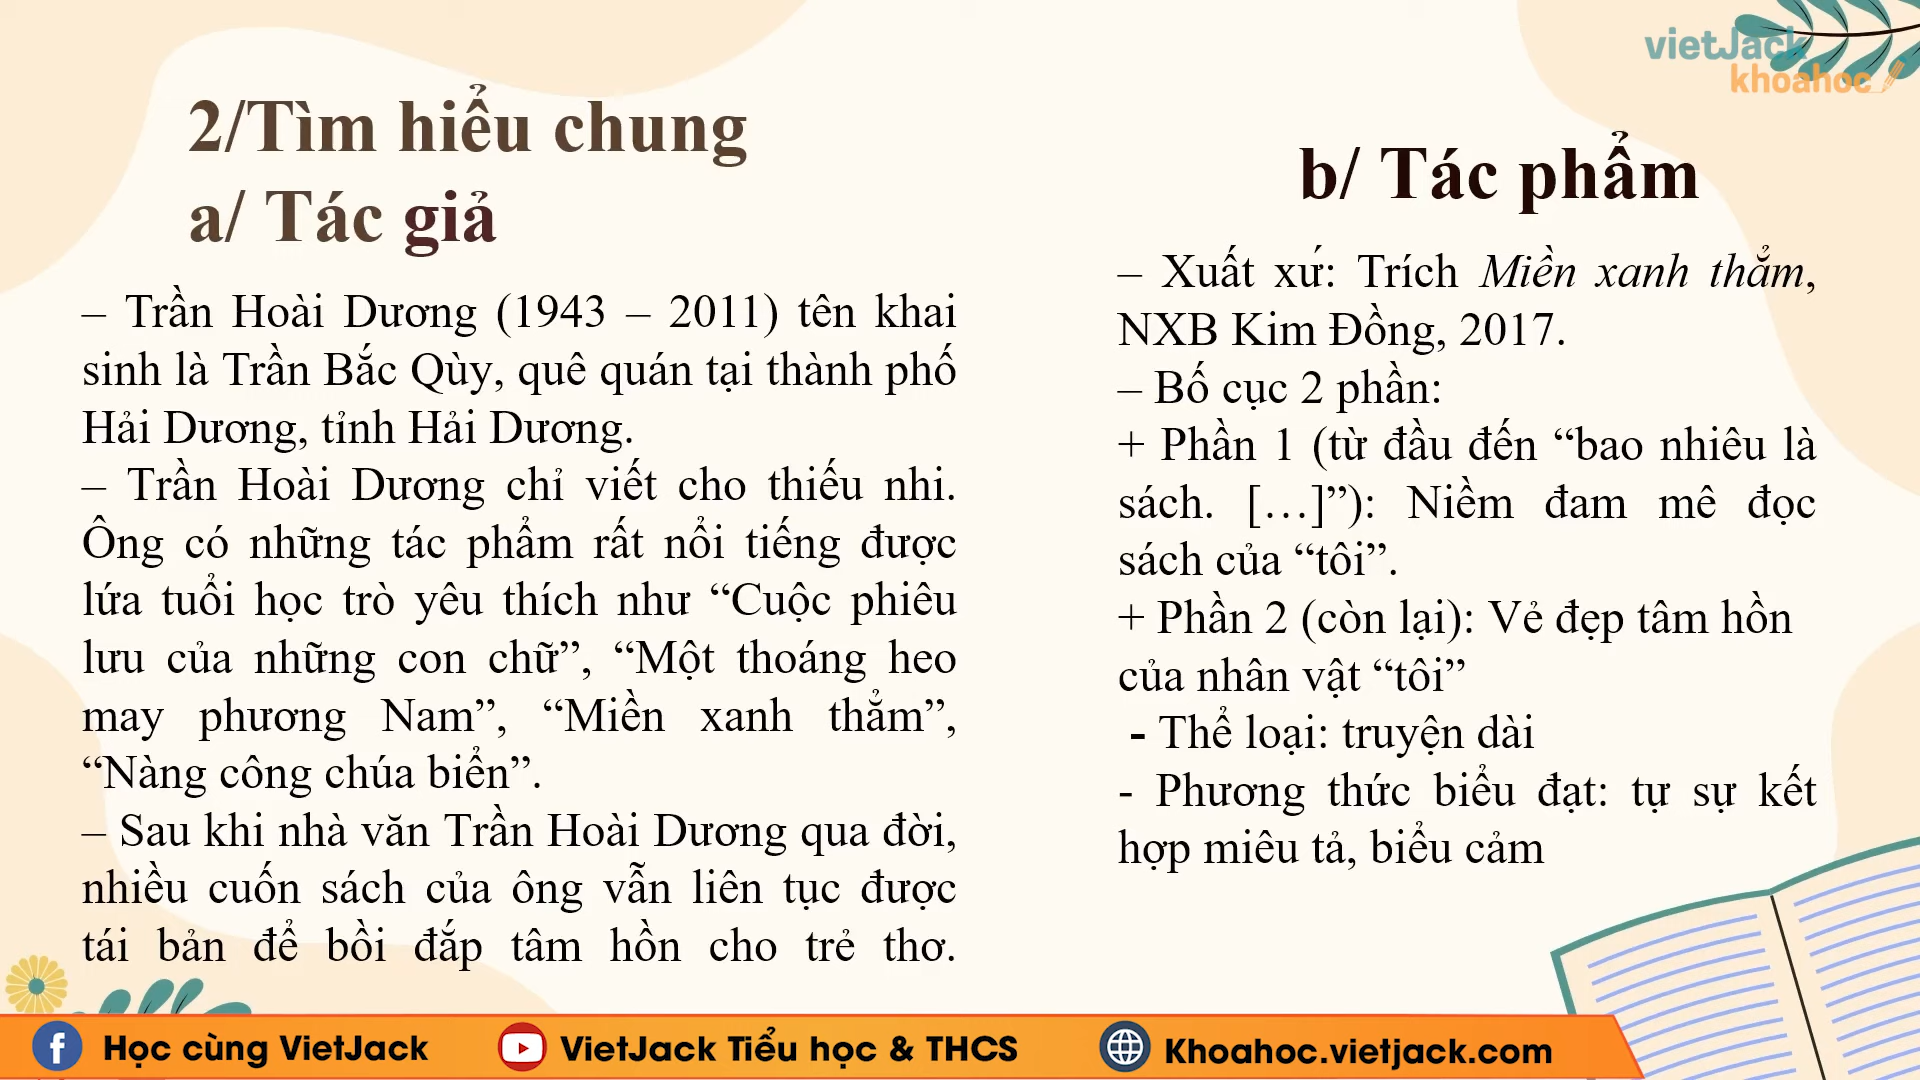 vietJack
khoahoc
2/Tìm hiểu chung
a/ Tác giả
– Trần Hoài Dương (1943 – 2011) tên khai
sinh là Trần Bắc Qùy, quê quán tại thành phố
Hải Dương, tỉnh Hải Dương.
– Trần Hoài Dương chỉ viết cho thiếu nhi.
Ông có những tác phẩm rất nổi tiếng được
lứa tuổi học trò yêu thích như “Cuộc phiêu
lưu của những con chữ”, “Một thoáng heo
may phương Nam”, “Miền xanh thẳm”,
“Nàng công chúa biển”.
– Sau khi nhà văn Trần Hoài Dương qua đời,
nhiều cuốn sách của ông vẫn liên tục được
tái bản để bồi đắp tâm hồn cho trẻ thơ.
b/ Tác phẩm
– Xuất xứ: Trích Miền xanh thẳm,
NXB Kim Đồng, 2017.
– Bố cục 2 phần:
+ Phần 1 (từ đầu đến “bao nhiêu là
sách. […]”): Niềm đam mê đọc
sách của “tôi”.
+ Phần 2 (còn lại): Vẻ đẹp tâm hồn
của nhân vật “tôi”
- Thể loại: truyện dài
- Phương thức biểu đạt: tự sự kết
hợp miêu tả, biểu cảm
Học cùng VietJack
VietJack Tiểu học & THCS
Khoahoc.vietjack.com